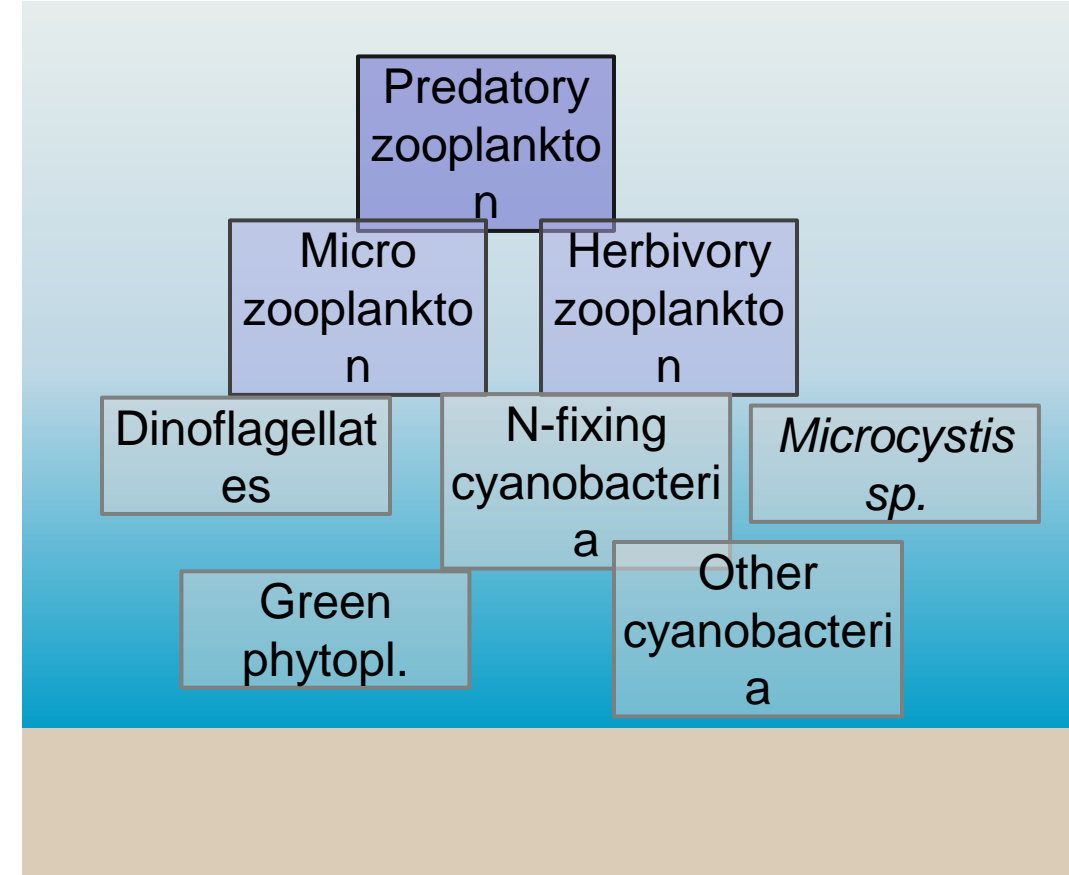 Predatory
zooplankto
n
Micro
zooplankto
n
Herbivory
zooplankto
n
Dinoflagellat
es
N-fixing
cyanobacteri
a
Microcystis
sp.
Green
phytopl.
Other
cyanobacteri
a